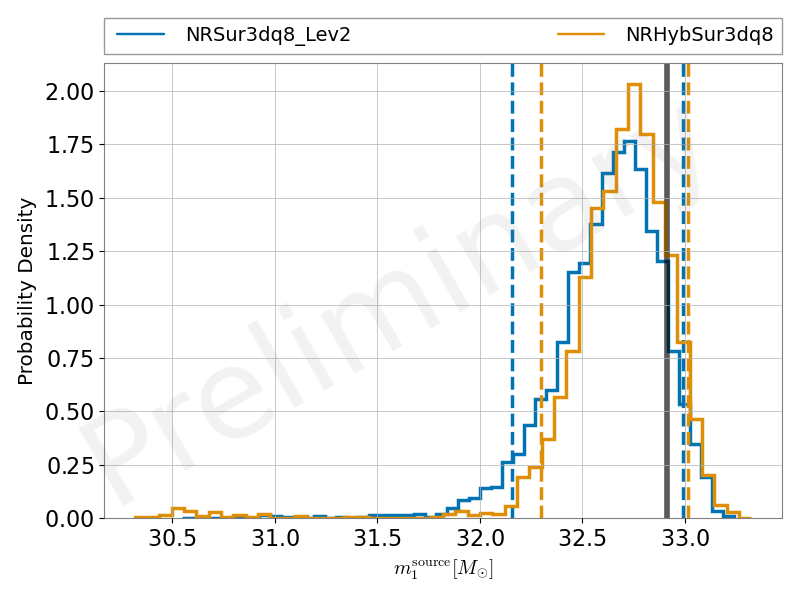 NRSur3dq8_Lev2 NRHybSur3dq8
2.00
1.75
1.50
1.25
1.00
0.75
0.50
0.25
0.00
Probability Density
Preliminary
30.5 31.0 31.5 32.0 32.5 33.0
m₁^source [M⊙]